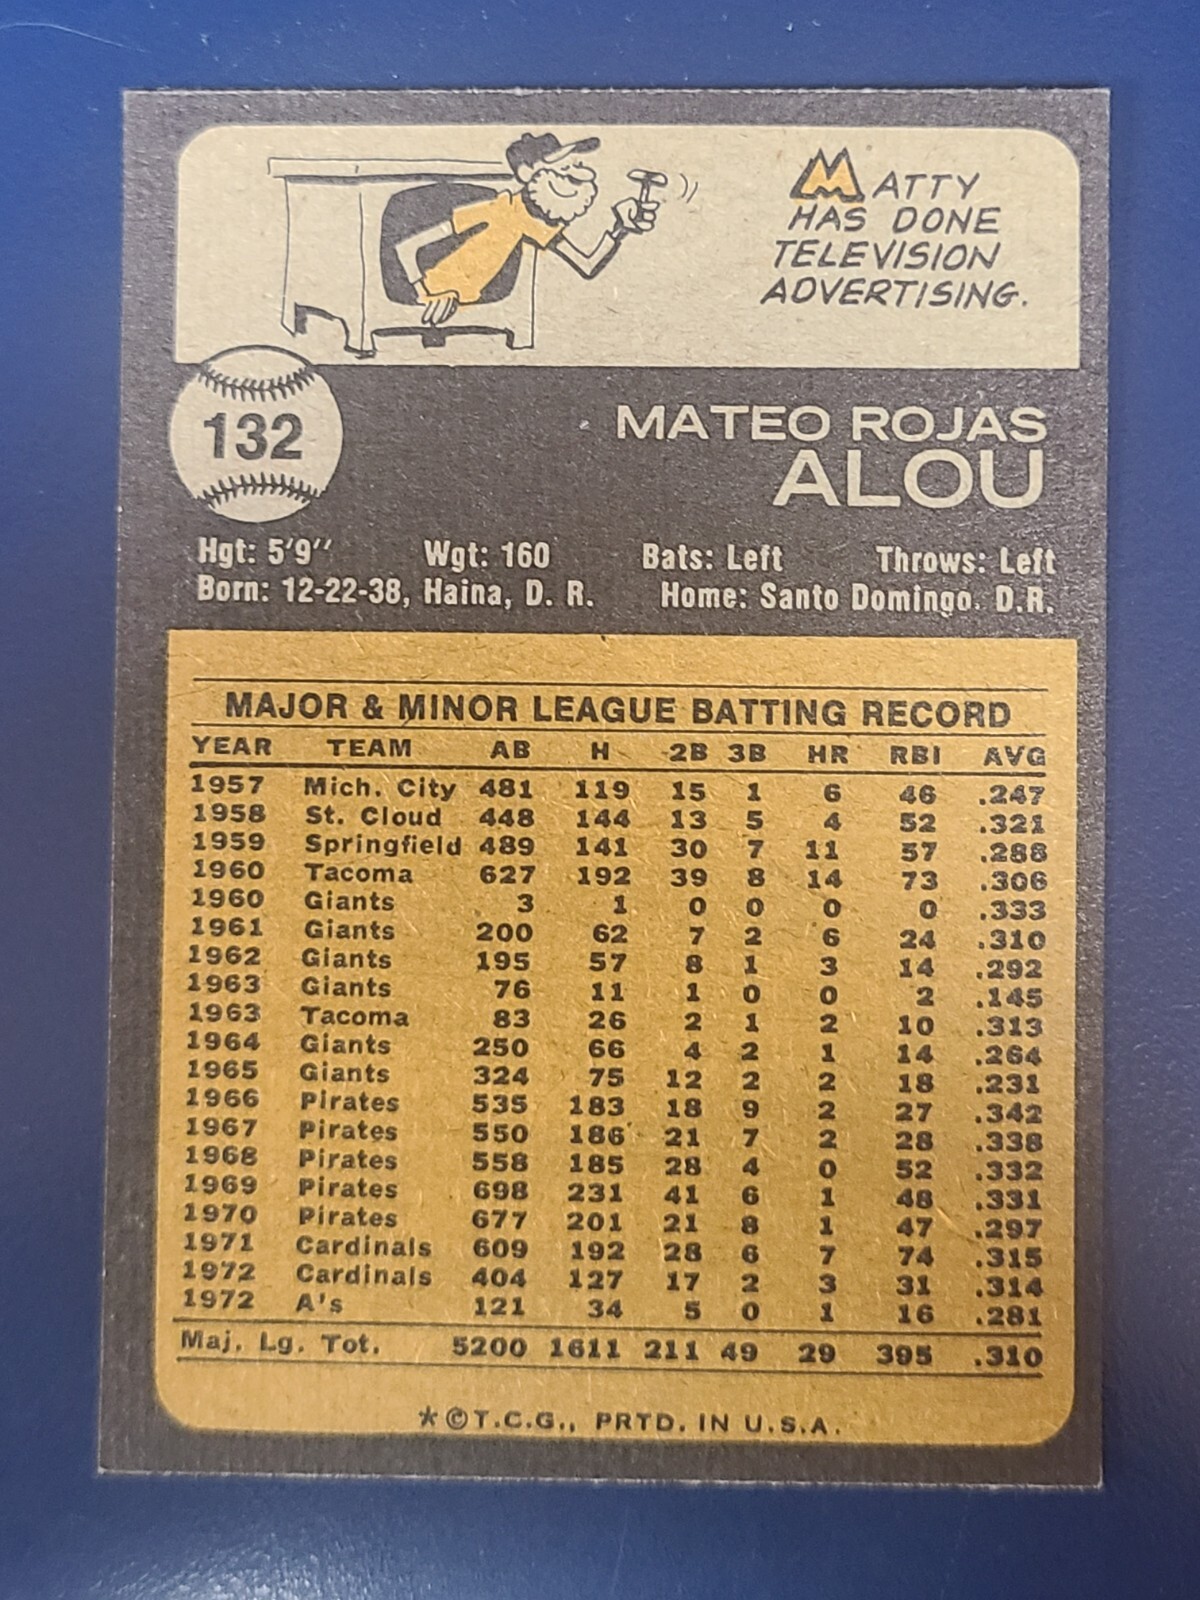 MATTY
HAS DONE
TELEVISION
ADVERTISING.
132
MATEO ROJAS
ALOU
Hgt: 5'9'' Wgt: 160 Bats: Left Throws: Left
Born: 12-22-38, Haina, D. R. Home: Santo Domingo. D.R.
MAJOR & MINOR LEAGUE BATTING RECORD
YEAR TEAM AB H 2B 3B HR RBI AVG
1957 Mich. City 481 119 15 1 6 46 .247
1958 St. Cloud 448 144 13 5 4 52 .321
1959 Springfield 489 141 30 7 11 57 .288
1960 Tacoma 627 192 39 8 14 73 .306
1960 Giants 3 1 0 0 0 0 .333
1961 Giants 200 62 7 2 6 24 .310
1962 Giants 195 57 8 1 3 14 .292
1963 Giants 76 11 1 0 0 2 .145
1963 Tacoma 83 26 2 1 2 10 .313
1964 Giants 250 66 4 2 1 14 .264
1965 Giants 324 75 12 2 2 18 .231
1966 Pirates 535 183 18 9 2 27 .342
1967 Pirates 550 186 21 7 2 28 .338
1968 Pirates 558 185 28 4 0 52 .332
1969 Pirates 698 231 41 6 1 48 .331
1970 Pirates 677 201 21 8 1 47 .297
1971 Cardinals 609 192 28 6 7 74 .315
1972 Cardinals 404 127 17 2 3 31 .314
1972 A's 121 34 5 0 1 16 .281
Maj. Lg. Tot. 5200 1611 211 49 29 395 .310
*©T.C.G., PRTD. IN U.S.A.